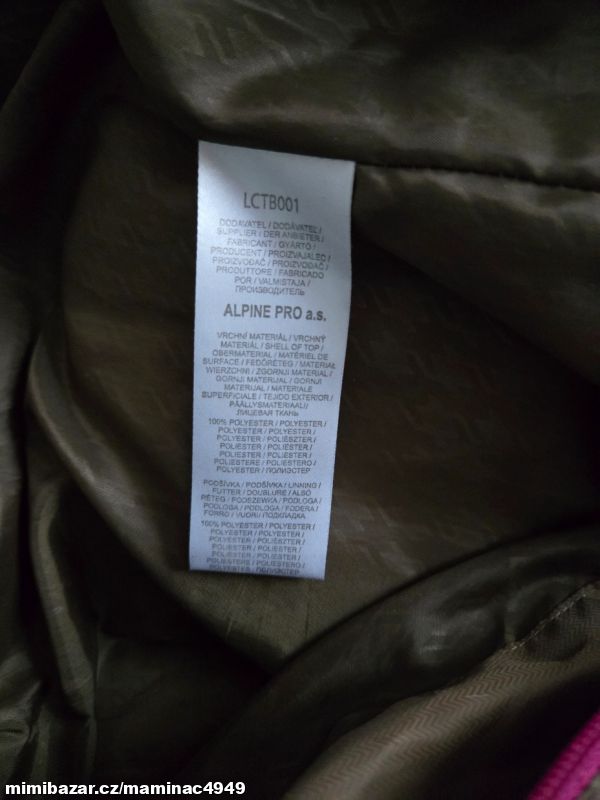 LCTB001
DODAVATEL / DODÁVATEĽ /
SUPPLIER / DER ANBIETER /
FABRICANT / GYÁRTÓ /
PRODUCENT / PROIZVAJALEC /
PROIZVOĐAČ / PROIZVOĐAČ /
PRODUTTORE / FABRICADO
POR / VALMISTAJA /
ПРОИЗВОДИТЕЛЬ
ALPINE PRO a.s.
VRCHNÍ MATERIÁL / VRCHNÝ
MATERIÁL / SHELL OF TOP /
OBERMATERIAL / MATÉRIEL DE
SURFACE / FEDŐRÉTEG / MATERIAŁ
WIERZCHNI / ZGORNJI MATERIAL /
GORNJI MATERIJAL / GORNJI
MATERIJAL / MATERIALE
SUPERFICIALE / TEJIDO EXTERIOR /
PÄÄLLYSMATERIAALI /
ЛИЦЕВАЯ ТКАНЬ
100% POLYESTER / POLYESTER /
POLYESTER / POLYESTER /
POLYESTER / POLIÉSZTER /
POLIESTER / POLIESTER /
POLIESTER / POLIESTER /
POLIESTERE / POLIESTERO /
POLYESTER / ПОЛИЭСТЕР
PODŠÍVKA / PODŠÍVKA / LINNING /
FUTTER / DOUBLURE / ALSÓ
RÉTEG / PODSZEWKA / PODLOGA /
PODLOGA / PODLOGA / FODERA /
FORRO / VUORI / ПОДКЛАДКА
100% POLYESTER / POLYESTER /
POLYESTER / POLYESTER /
POLYESTER / POLIÉSZTER /
POLIESTER / POLIESTER /
POLIESTER / POLIESTER /
POLIESTERE / POLIESTERO /
POLYESTER / ПОЛИЭСТЕР
mimibazar.cz/maminac4949